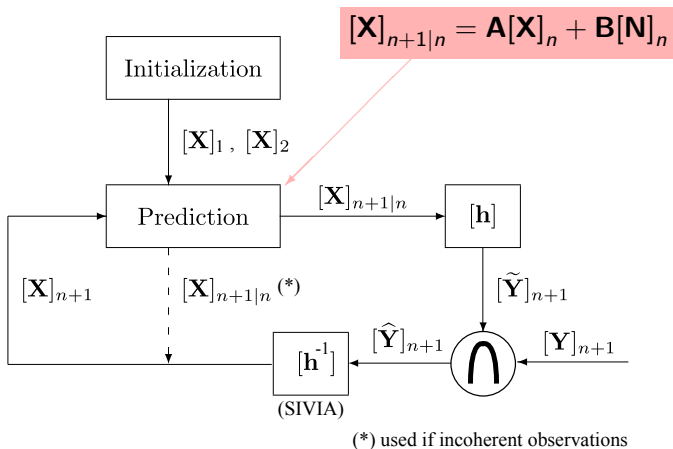 [X]ₙ₊₁|ₙ = A[X]ₙ + B[N]ₙ
Initialization
[X]₁ , [X]₂
Prediction
[X]ₙ₊₁|ₙ
[h]
[X]ₙ₊₁
[X]ₙ₊₁|ₙ (*)
[Ỹ]ₙ₊₁
[Ŷ]ₙ₊₁
[Y]ₙ₊₁
[h⁻¹]
⋂
(SIVIA)
(*) used if incoherent observations